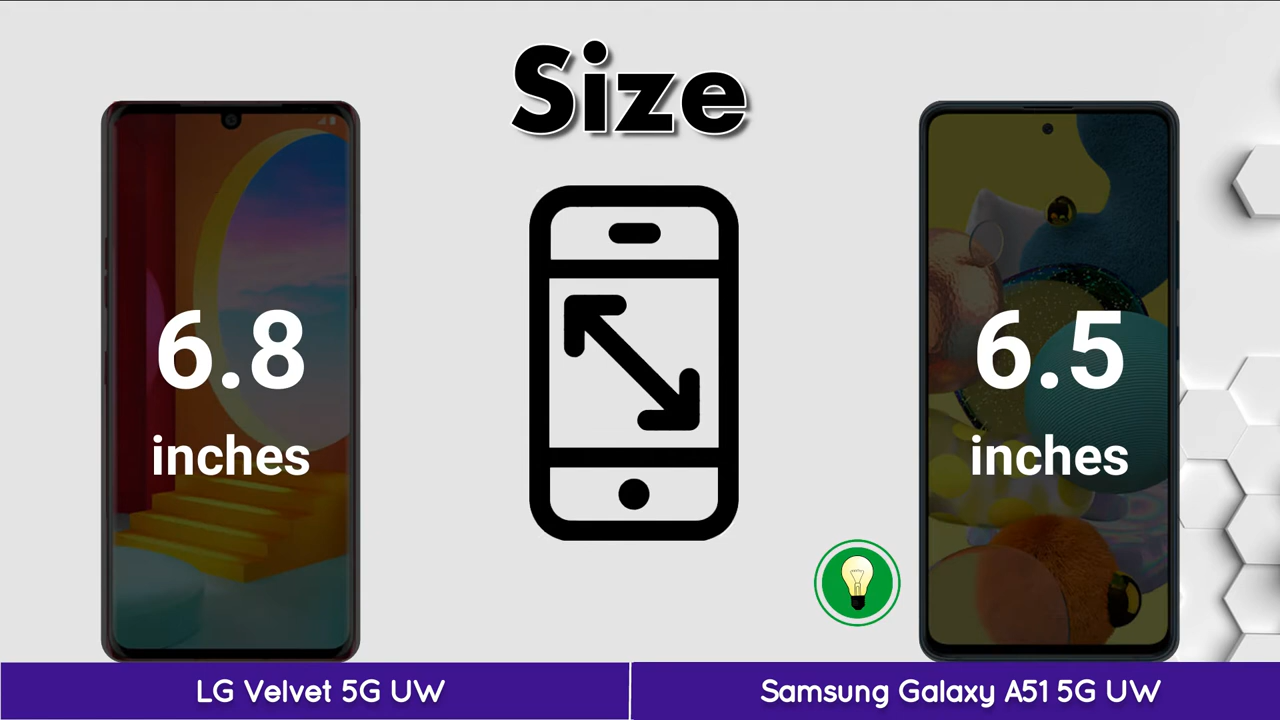 Size
6.8
inches
6.5
inches
LG Velvet 5G UW
Samsung Galaxy A51 5G UW